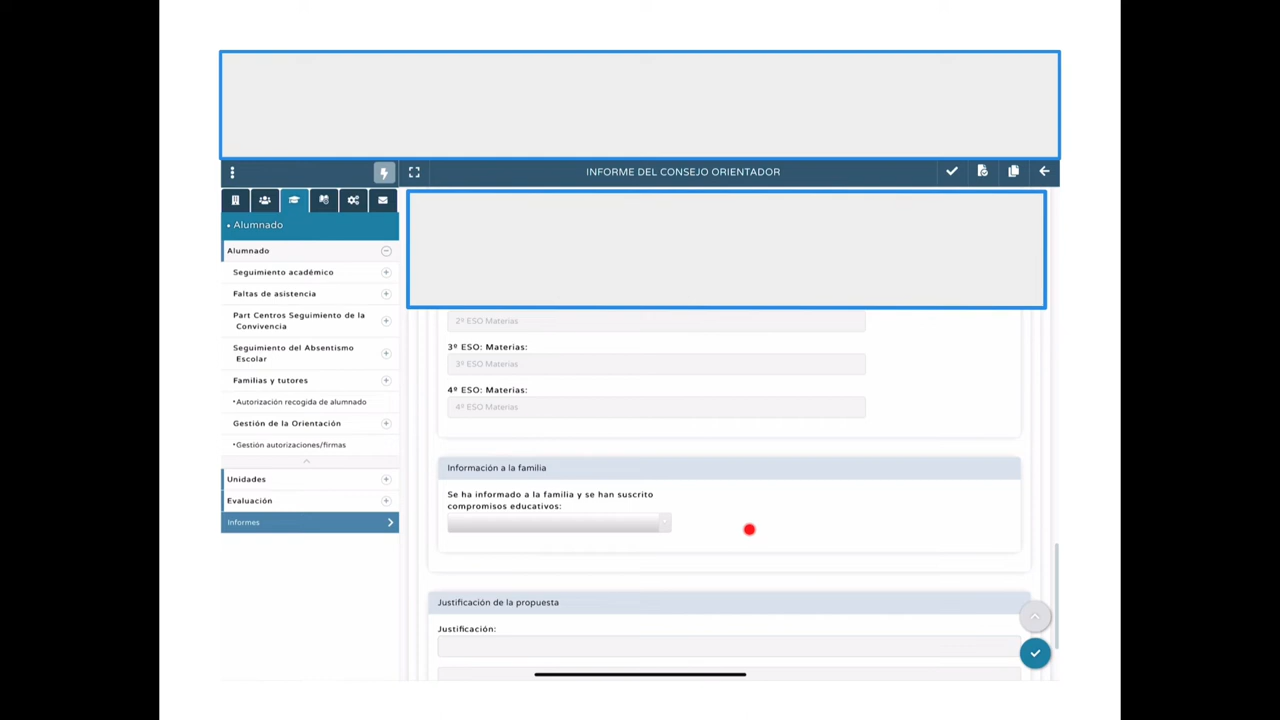 INFORME DEL CONSEJO ORIENTADOR
• Alumnado
Alumnado
Seguimiento académico
Faltas de asistencia
Part Centros Seguimiento de la
Convivencia
Seguimiento del Absentismo
Escolar
Familias y tutores
•Autorización recogida de alumnado
Gestión de la Orientación
•Gestión autorizaciones/firmas
Unidades
Evaluación
Informes
2º ESO Materias
3º ESO: Materias:
3º ESO Materias
4º ESO: Materias:
4º ESO Materias
Información a la familia
Se ha informado a la familia y se han suscrito
compromisos educativos:
Justificación de la propuesta
Justificación: